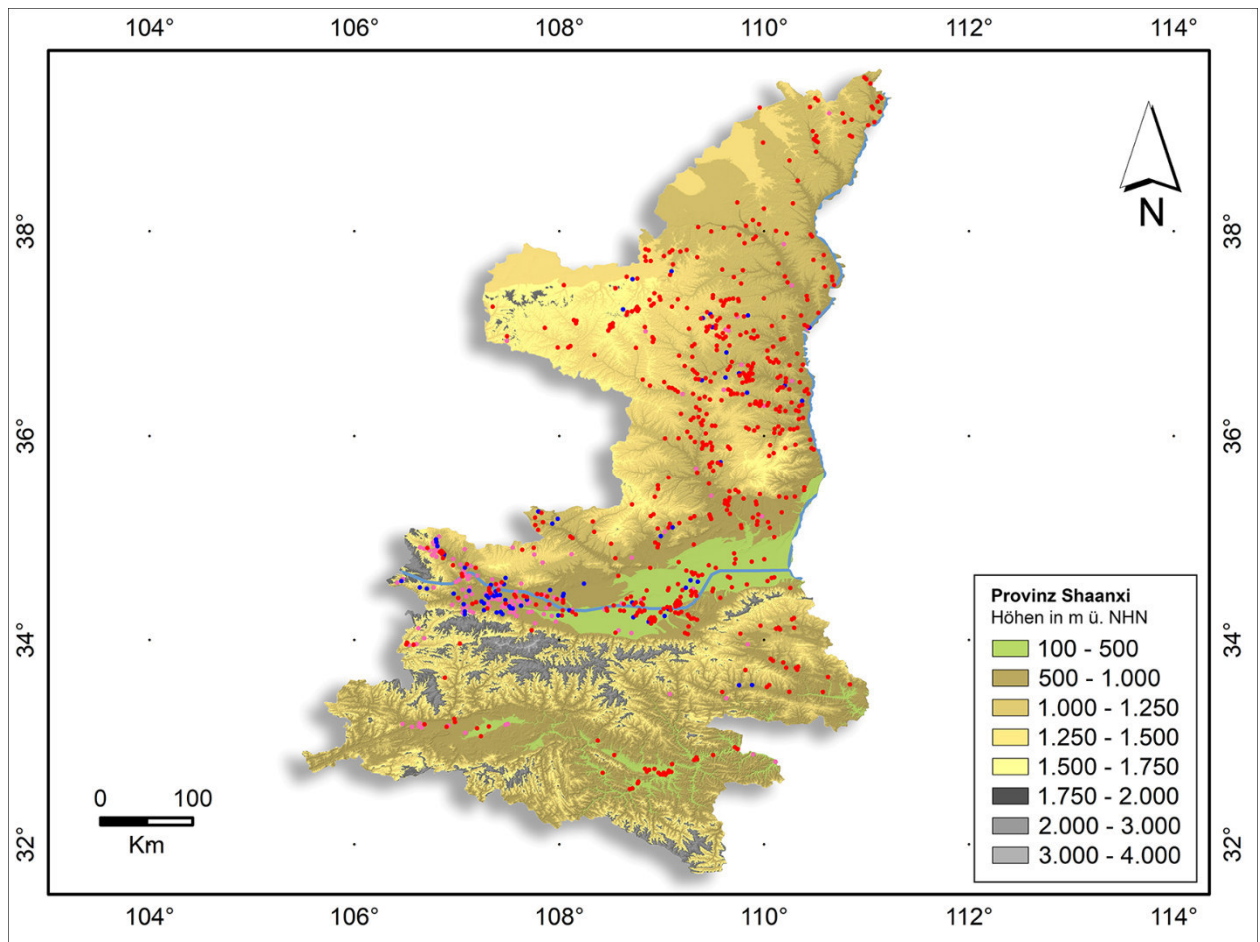 104° 106° 108° 110° 112° 114°
38° 38°
36° 36°
34° 34°
32° 32°
N
0 100
Km
Provinz Shaanxi
Höhen in m ü. NHN
100 - 500
500 - 1.000
1.000 - 1.250
1.250 - 1.500
1.500 - 1.750
1.750 - 2.000
2.000 - 3.000
3.000 - 4.000
104° 106° 108° 110° 112° 114°